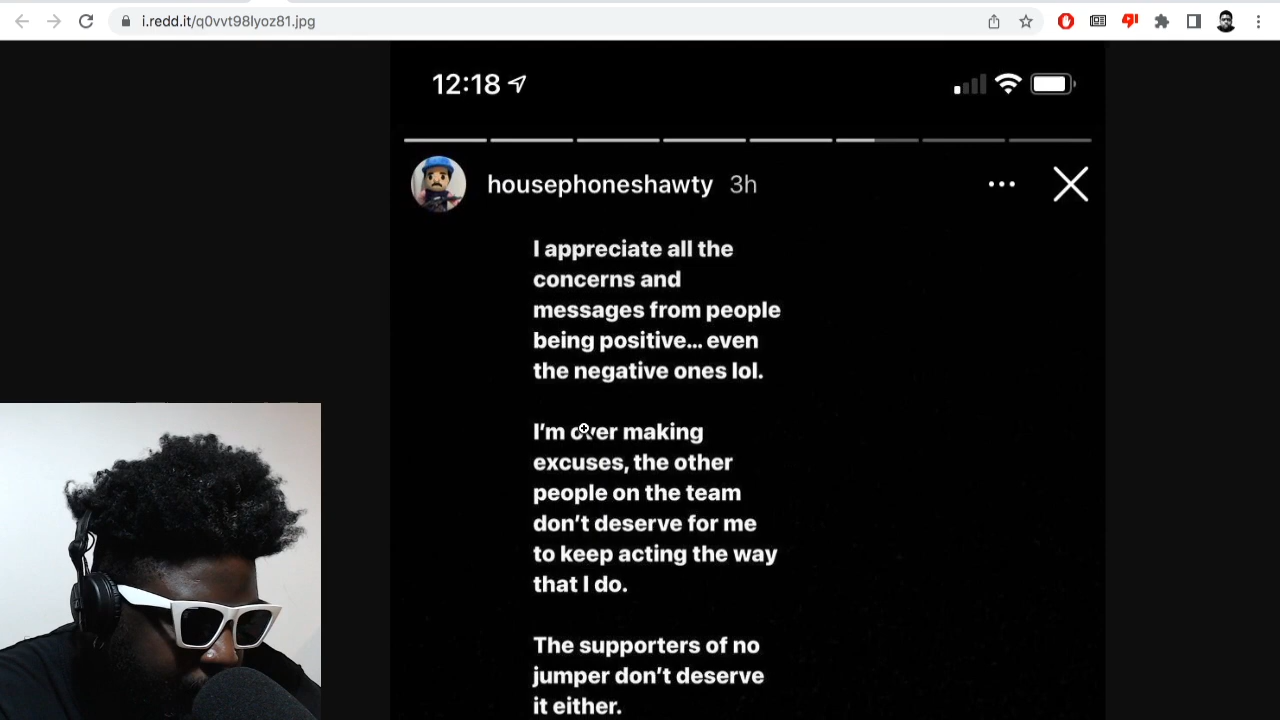 i.redd.it/q0vvt98lyoz81.jpg
12:18
housephoneshawty 3h
I appreciate all the
concerns and
messages from people
being positive... even
the negative ones lol.
I'm over making
excuses, the other
people on the team
don't deserve for me
to keep acting the way
that I do.
The supporters of no
jumper don't deserve
it either.